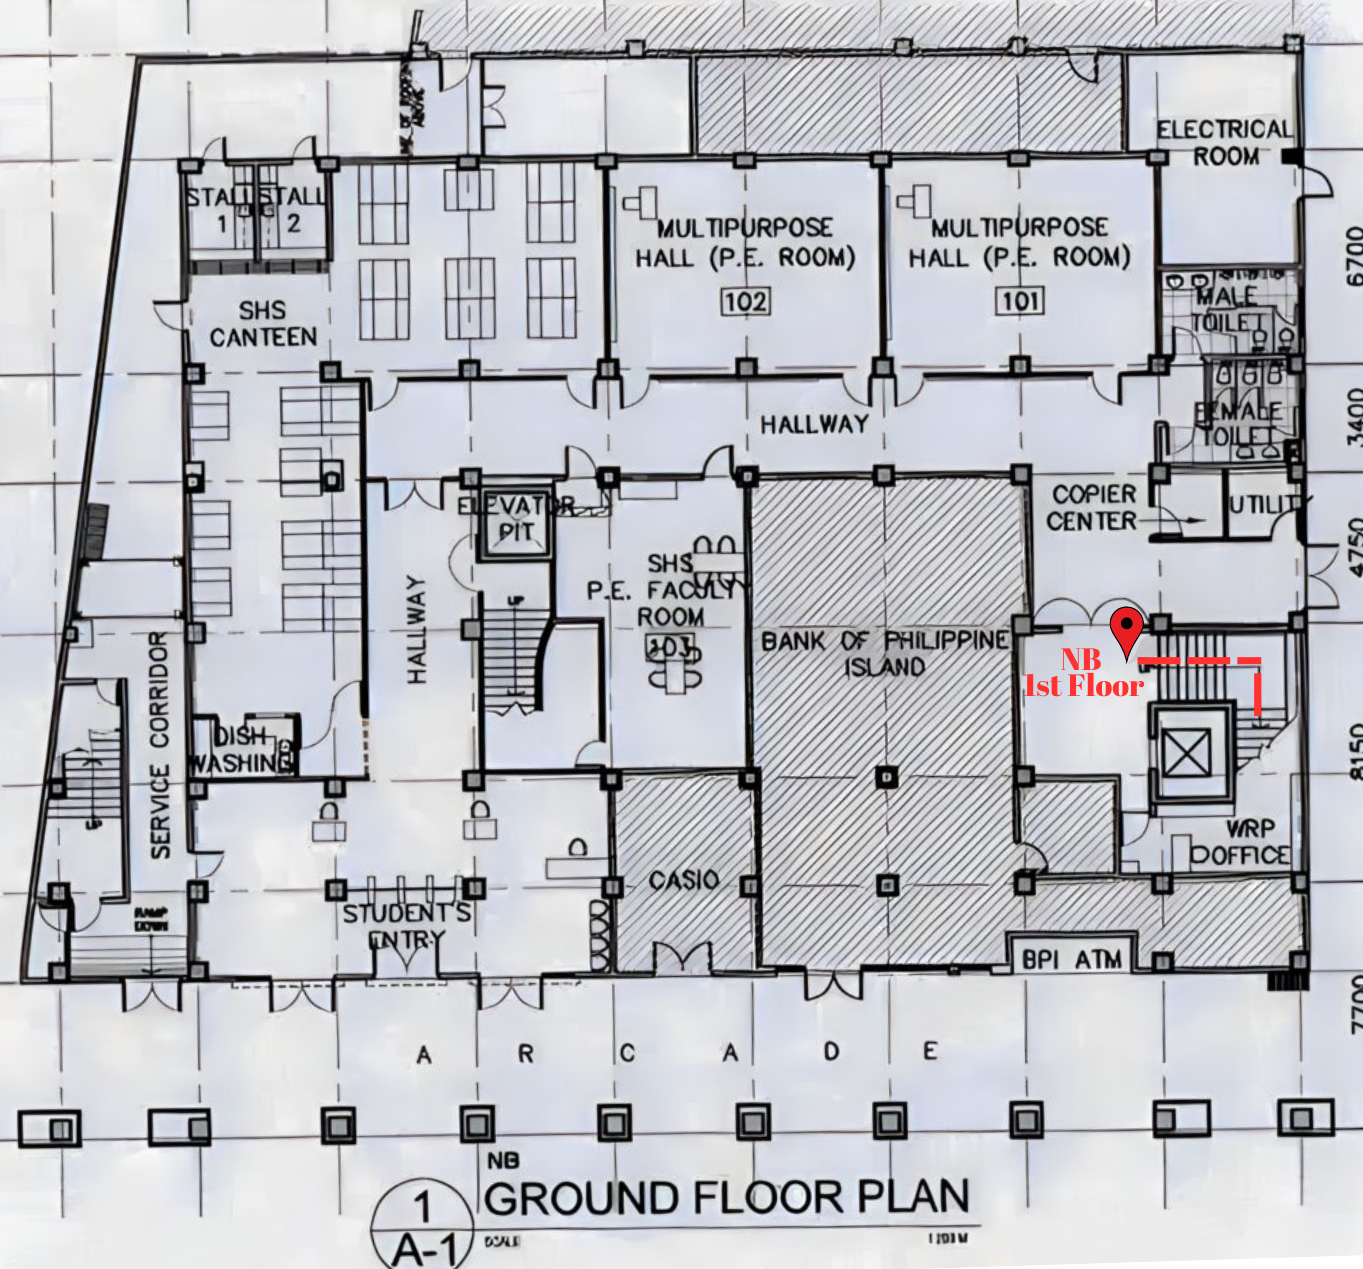 ELECTRICAL
ROOM
STALL
1
STALL
2
MULTIPURPOSE
HALL (P.E. ROOM)
102
MULTIPURPOSE
HALL (P.E. ROOM)
101
6700
MALE
TOILET
SHS
CANTEEN
FEMALE
TOILET
3400
HALLWAY
COPIER
CENTER
UTILITY
ELEVATOR
PIT
4750
SHS
P.E. FACULY
ROOM
103
HALLWAY
UP
BANK OF PHILIPPINE
ISLAND
NB
1st Floor
SERVICE CORRIDOR
DISH
WASHING
8150
UP
WRP
OFFICE
CASIO
STUDENT'S
ENTRY
RAMP
DOWN
BPI ATM
7700
A R C A D E
NB
1
GROUND FLOOR PLAN
A-1
SCALE